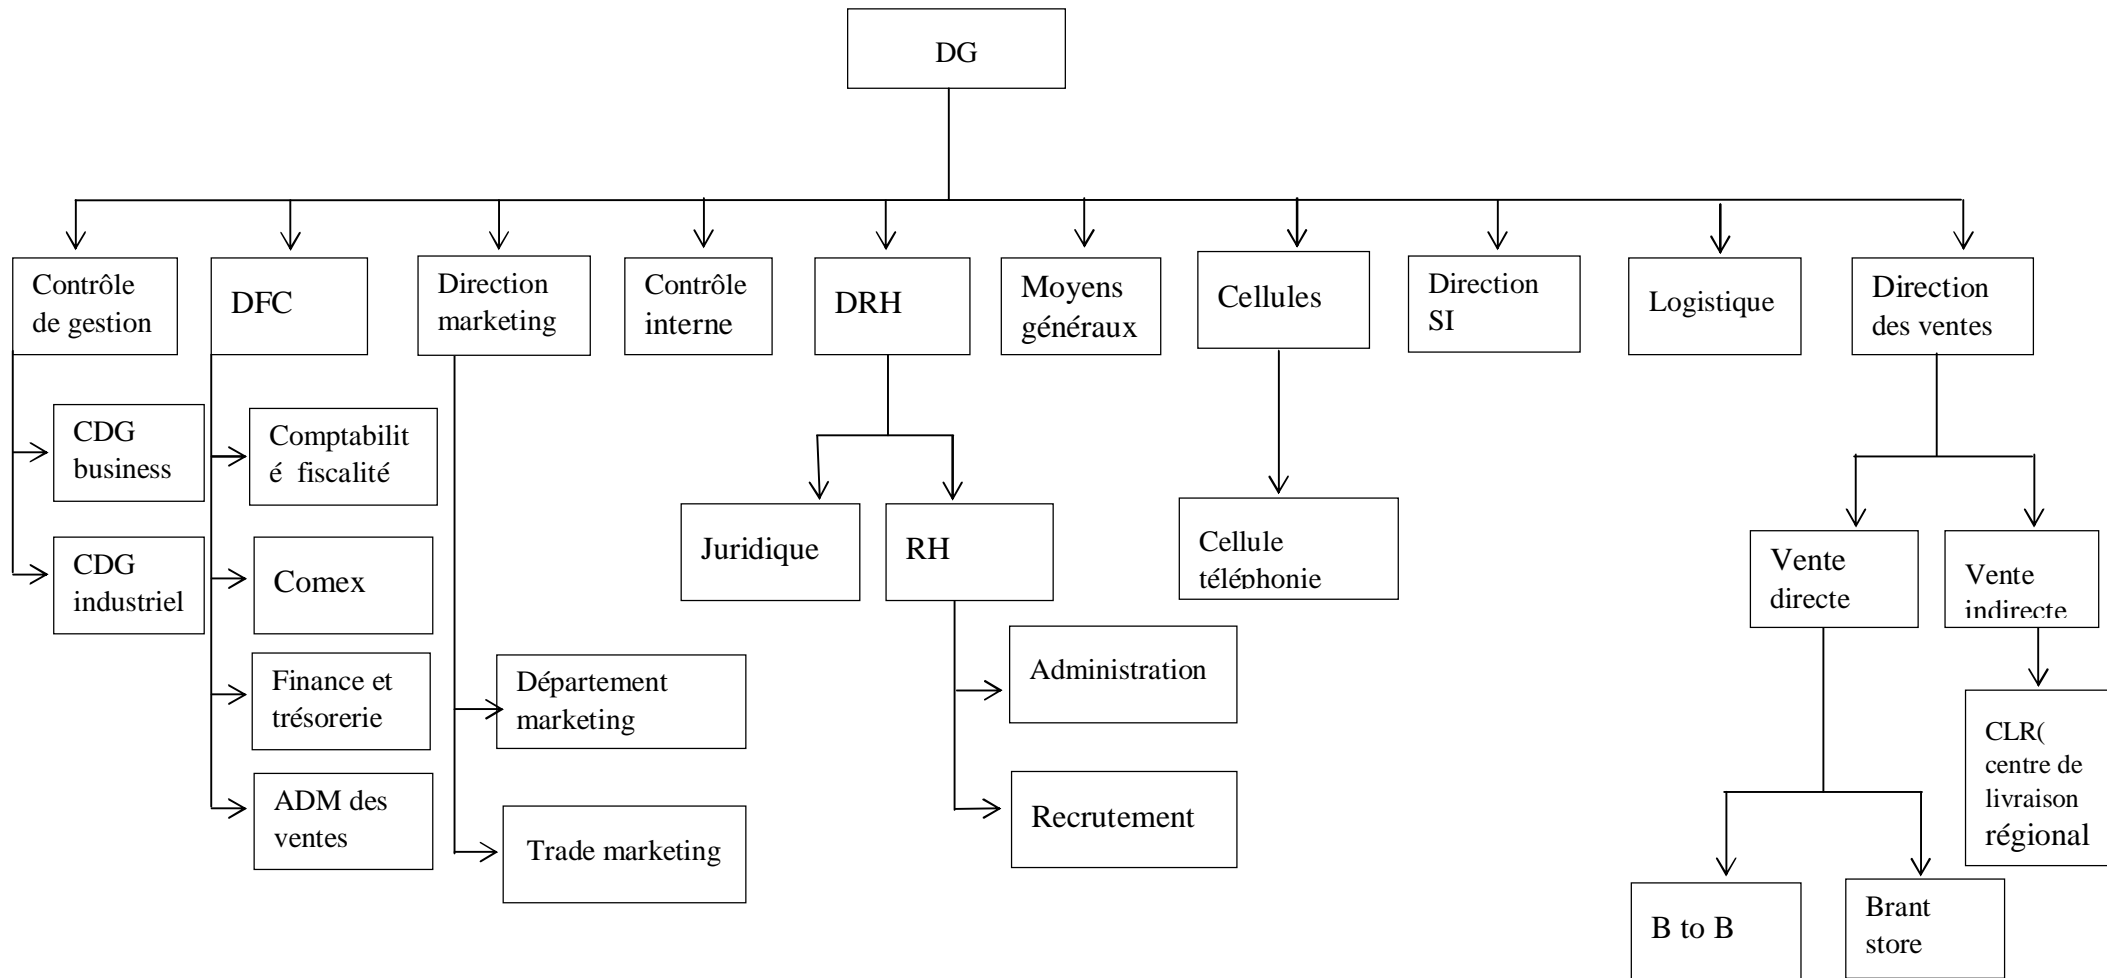 DG
Contrôle
de gestion
DFC
Direction
marketing
Contrôle
interne
DRH
Moyens
généraux
Cellules
Direction
SI
Logistique
Direction
des ventes
CDG
business
Comptabilit
é fiscalité
Juridique
RH
Cellule
téléphonie
Vente
directe
Vente
indirecte
CDG
industriel
Comex
Finance et
trésorerie
Département
marketing
Administration
CLR(
centre de
livraison
régional
ADM des
ventes
Trade marketing
Recrutement
B to B
Brant
store